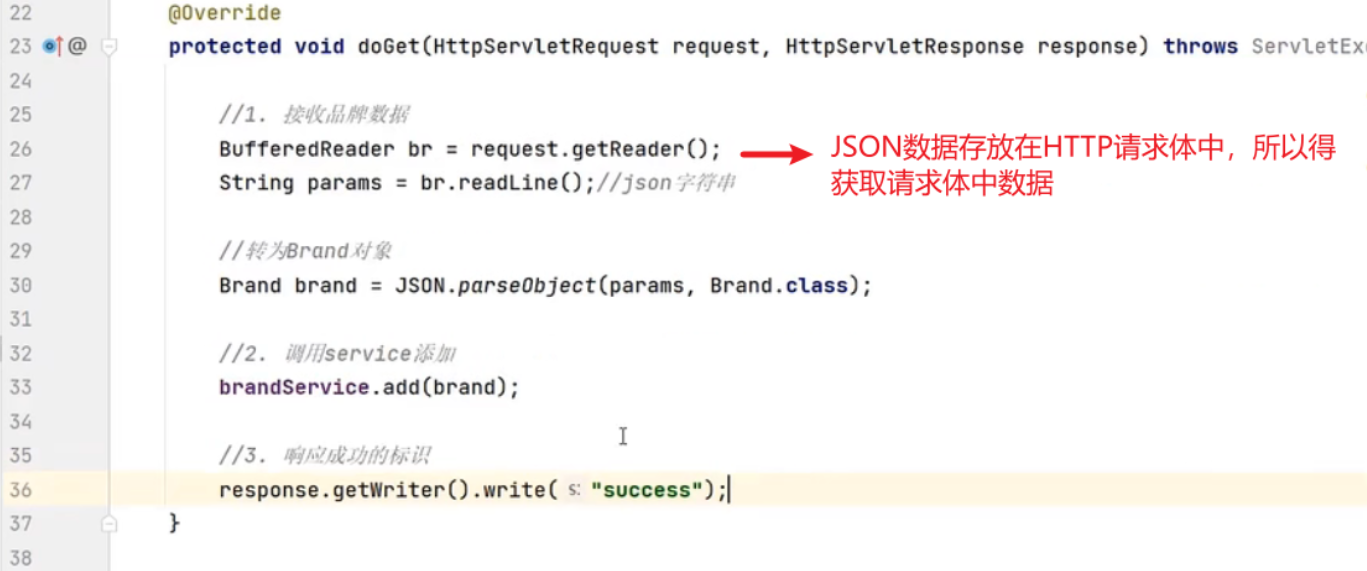 22 @Override
23 @ protected void doGet(HttpServletRequest request, HttpServletResponse response) throws ServletExc
24
25 //1. 接收品牌数据
26 BufferedReader br = request.getReader(); JSON数据存放在HTTP请求体中，所以得
27 String params = br.readLine();//json字符串 获取请求体中数据
28
29 //转为Brand对象
30 Brand brand = JSON.parseObject(params, Brand.class);
31
32 //2. 调用service添加
33 brandService.add(brand);
34
35 //3. 响应成功的标识
36 response.getWriter().write( s: "success");
37 }
38